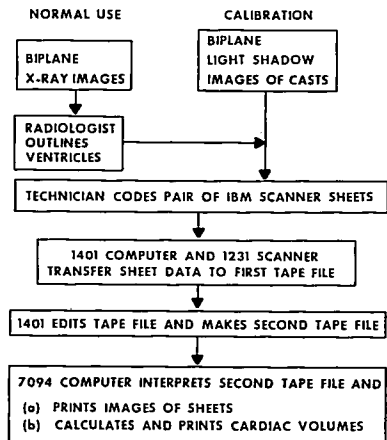 NORMAL USE
CALIBRATION
BIPLANE
X-RAY IMAGES
BIPLANE
LIGHT SHADOW
IMAGES OF CASTS
RADIOLOGIST
OUTLINES
VENTRICLES
TECHNICIAN CODES PAIR OF IBM SCANNER SHEETS
1401 COMPUTER AND 1231 SCANNER
TRANSFER SHEET DATA TO FIRST TAPE FILE
1401 EDITS TAPE FILE AND MAKES SECOND TAPE FILE
7094 COMPUTER INTERPRETS SECOND TAPE FILE AND
(a) PRINTS IMAGES OF SHEETS
(b) CALCULATES AND PRINTS CARDIAC VOLUMES